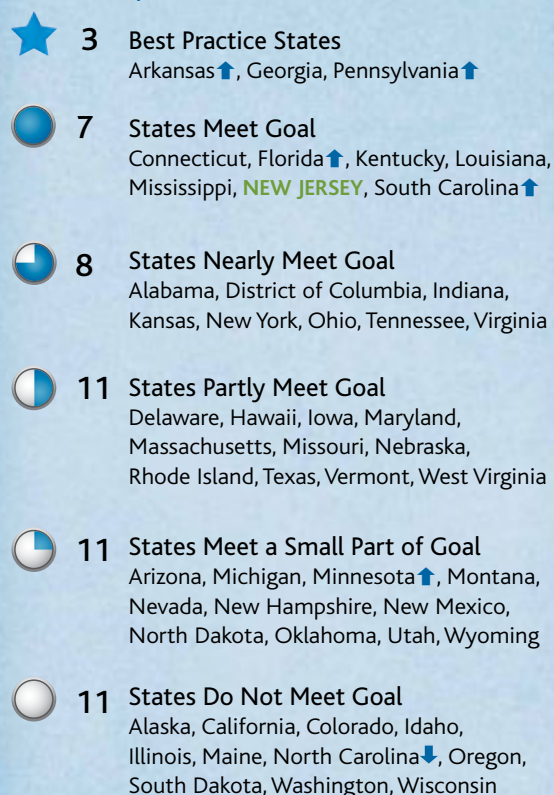 3 Best Practice States
Arkansas⬆, Georgia, Pennsylvania⬆
7 States Meet Goal
Connecticut, Florida⬆, Kentucky, Louisiana,
Mississippi, NEW JERSEY, South Carolina⬆
8 States Nearly Meet Goal
Alabama, District of Columbia, Indiana,
Kansas, New York, Ohio, Tennessee, Virginia
11 States Partly Meet Goal
Delaware, Hawaii, Iowa, Maryland,
Massachusetts, Missouri, Nebraska,
Rhode Island, Texas, Vermont, West Virginia
11 States Meet a Small Part of Goal
Arizona, Michigan, Minnesota⬆, Montana,
Nevada, New Hampshire, New Mexico,
North Dakota, Oklahoma, Utah, Wyoming
11 States Do Not Meet Goal
Alaska, California, Colorado, Idaho,
Illinois, Maine, North Carolina⬇, Oregon,
South Dakota, Washington, Wisconsin